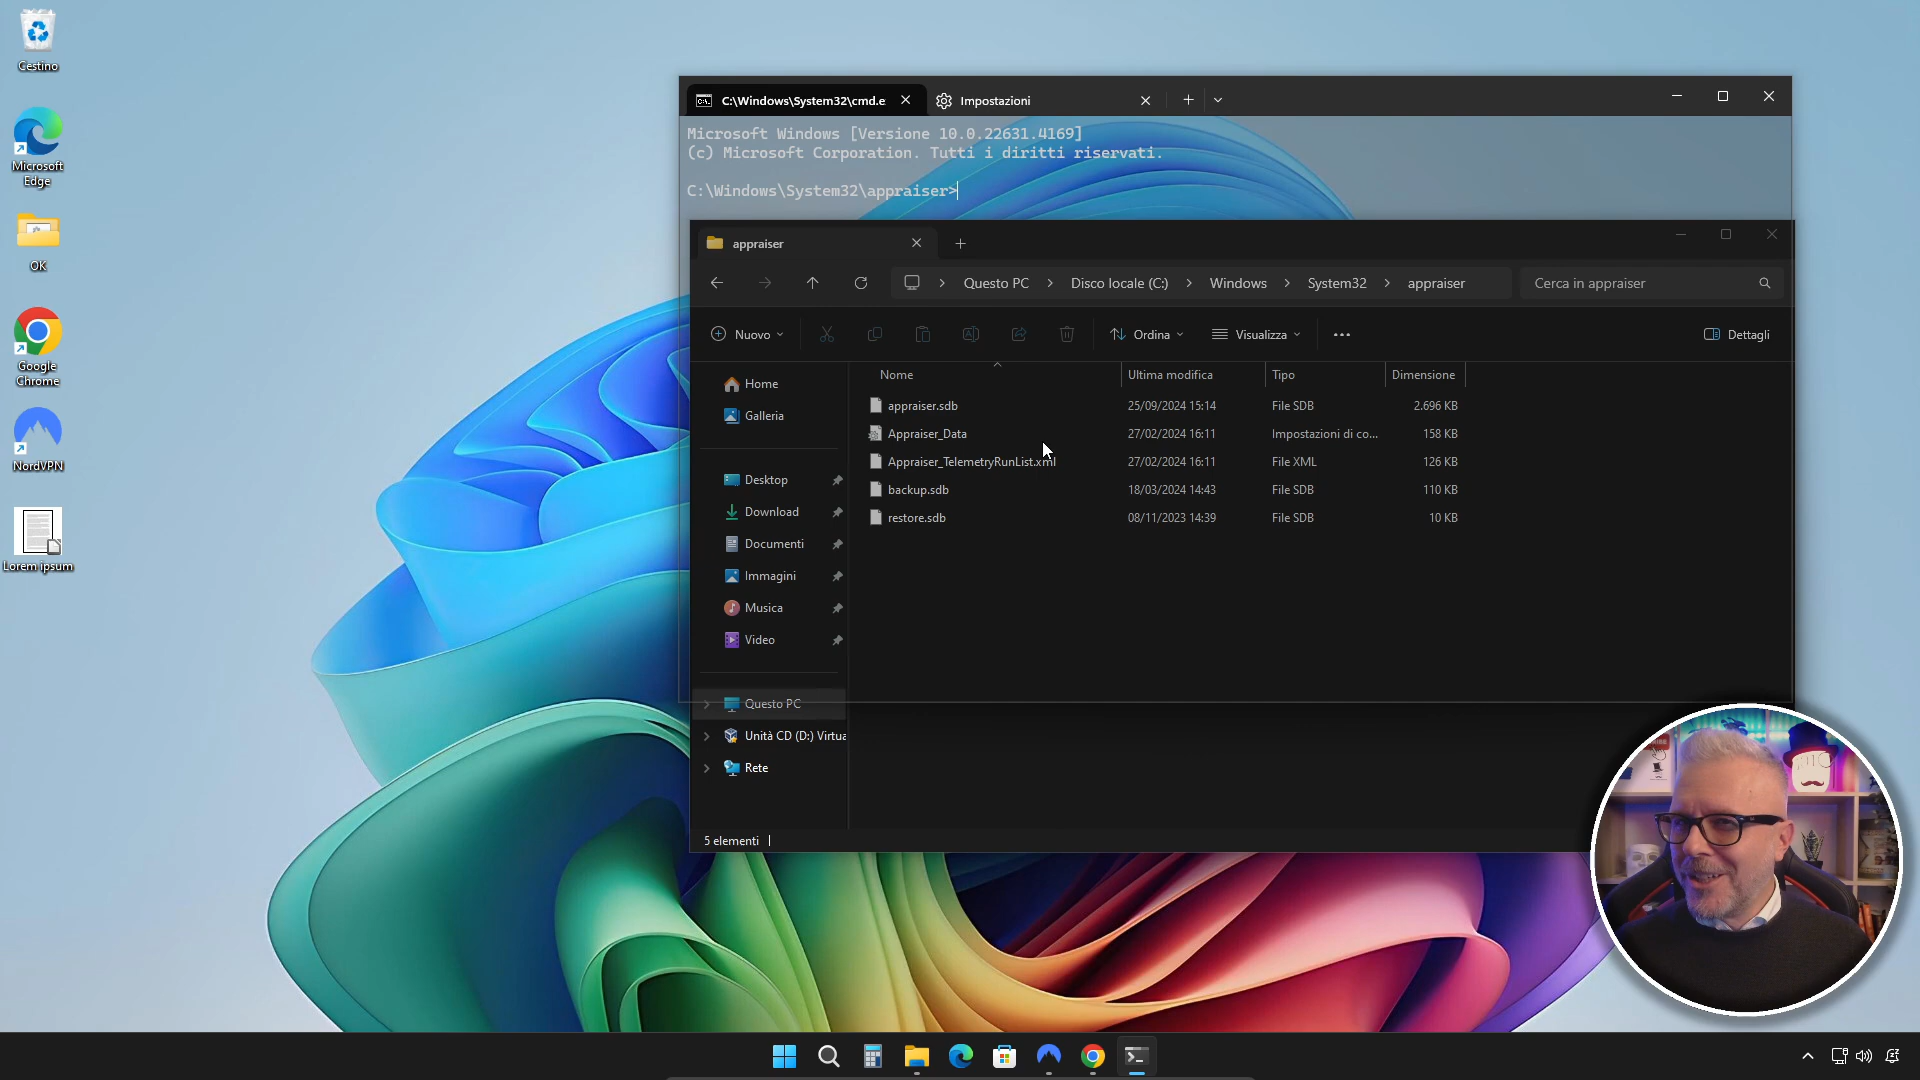 Cestino
Microsoft
Edge
OK
Google
Chrome
NordVPN
Lorem ipsum
C:\Windows\System32\cmd.e
Impostazioni
Microsoft Windows [Versione 10.0.22631.4169]
(c) Microsoft Corporation. Tutti i diritti riservati.
C:\Windows\System32\appraiser>
appraiser
Questo PC > Disco locale (C:) > Windows > System32 > appraiser
Cerca in appraiser
Nuovo
Ordina
Visualizza
Dettagli
Home
Galleria
Desktop
Download
Documenti
Immagini
Musica
Video
Questo PC
Unità CD (D:) Virtua
Rete
Nome Ultima modifica Tipo Dimensione
appraiser.sdb 25/09/2024 15:14 File SDB 2.696 KB
Appraiser_Data 27/02/2024 16:11 Impostazioni di co... 158 KB
Appraiser_TelemetryRunList.xml 27/02/2024 16:11 File XML 126 KB
backup.sdb 18/03/2024 14:43 File SDB 110 KB
restore.sdb 08/11/2023 14:39 File SDB 10 KB
5 elementi